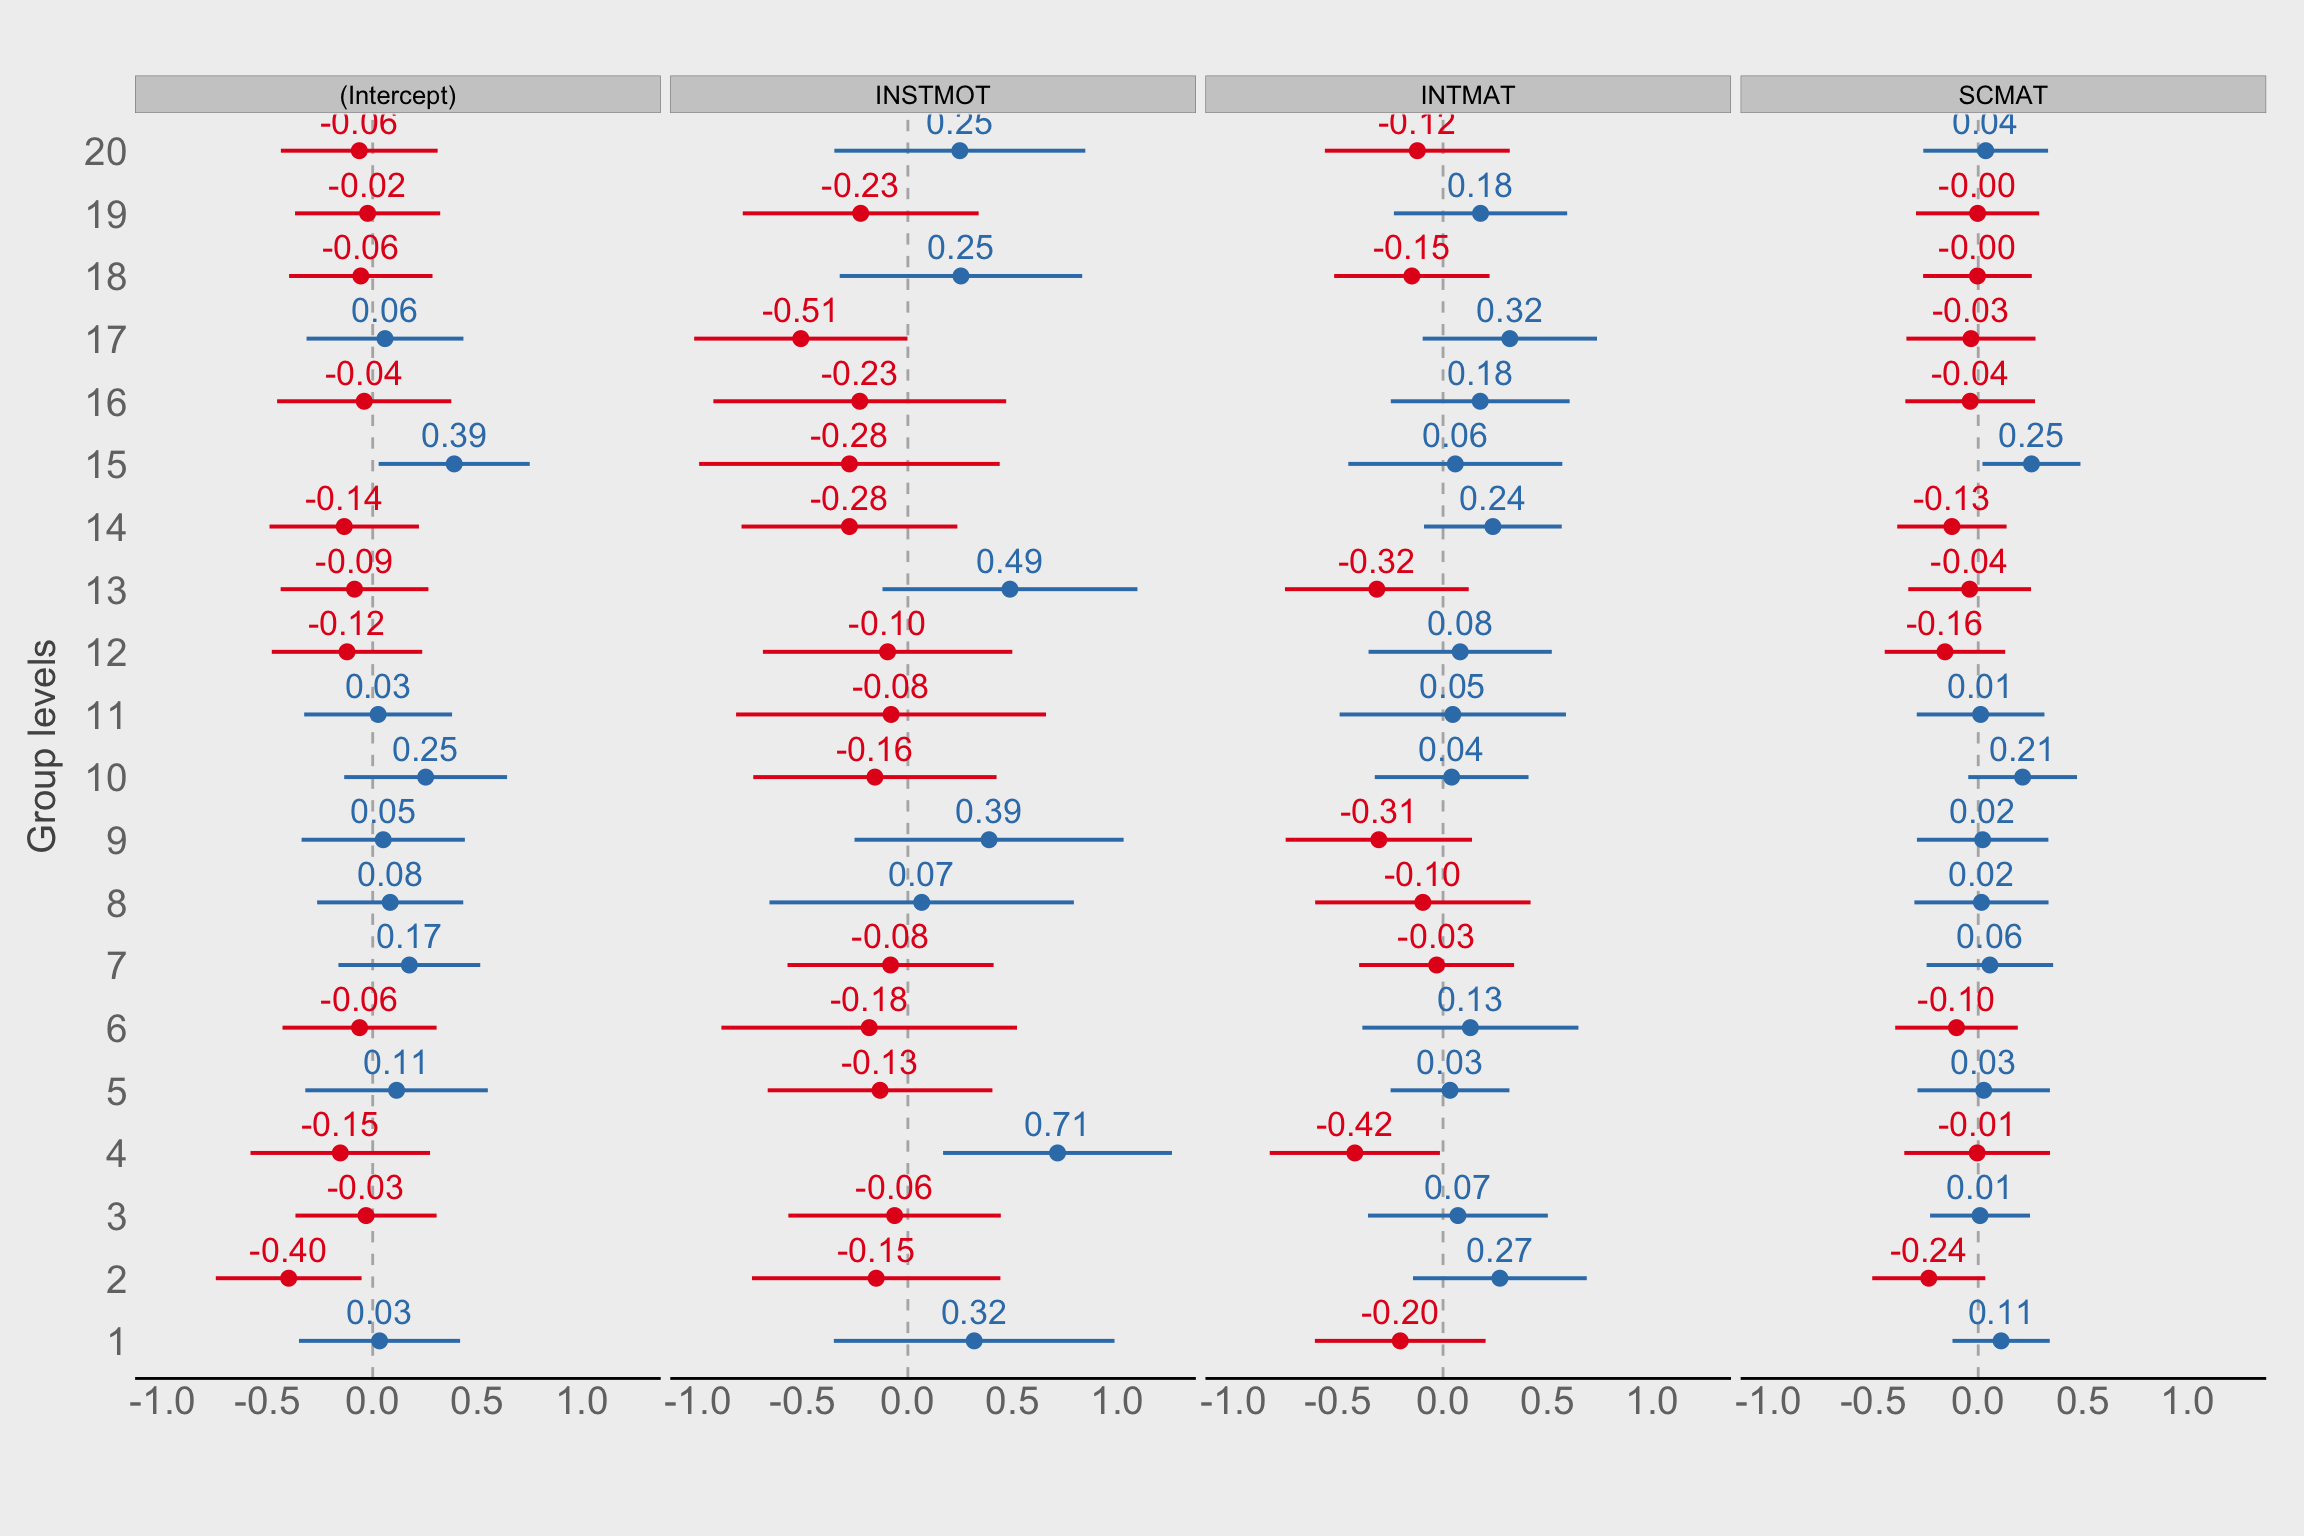 (Intercept) INSTMOT INTMAT SCMAT
-0.06 0.25 -0.12 0.04
20
-0.02 -0.23 0.18 -0.00
19
-0.06 0.25 -0.15 -0.00
18
0.06 -0.51 0.32 -0.03
17
-0.04 -0.23 0.18 -0.04
16
0.39 -0.28 0.06 0.25
15
-0.14 -0.28 0.24 -0.13
14
-0.09 0.49 -0.32 -0.04
13
-0.12 -0.10 0.08 -0.16
12
0.03 -0.08 0.05 0.01
11
0.25 -0.16 0.04 0.21
10
0.05 0.39 -0.31 0.02
9
0.08 0.07 -0.10 0.02
8
0.17 -0.08 -0.03 0.06
7
-0.06 -0.18 0.13 -0.10
6
0.11 -0.13 0.03 0.03
5
-0.15 0.71 -0.42 -0.01
4
-0.03 -0.06 0.07 0.01
3
-0.40 -0.15 0.27 -0.24
2
0.03 0.32 -0.20 0.11
1
Group levels
-1.0 -0.5 0.0 0.5 1.0 -1.0 -0.5 0.0 0.5 1.0 -1.0 -0.5 0.0 0.5 1.0 -1.0 -0.5 0.0 0.5 1.0